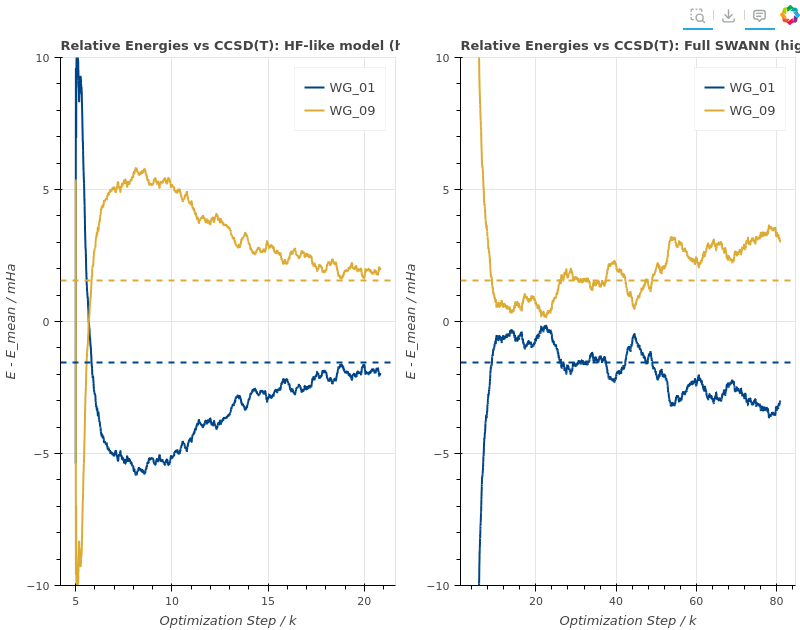 Relative Energies vs CCSD(T): HF-like model (h
Relative Energies vs CCSD(T): Full SWANN (hig
10
5
0
−5
−10
E - E_mean / mHa
WG_01
WG_09
5
10
15
20
Optimization Step / k
10
5
0
−5
−10
E - E_mean / mHa
WG_01
WG_09
20
40
60
80
Optimization Step / k